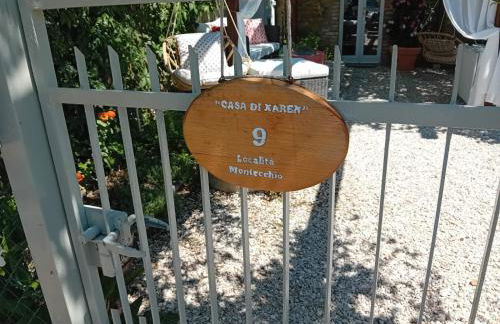 "CASA DI KAREN"
9
Località
Montecchio